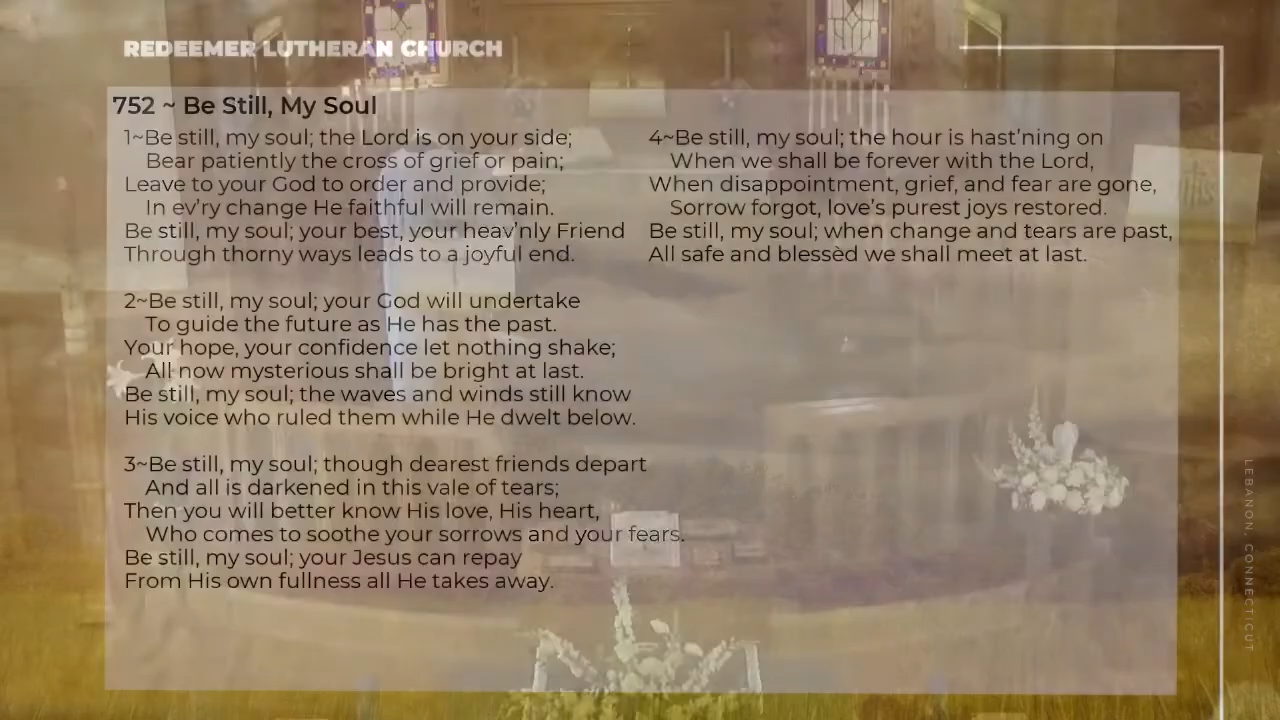 REDEEMER LUTHERAN CHURCH
752 ~ Be Still, My Soul
1~Be still, my soul; the Lord is on your side;
Bear patiently the cross of grief or pain;
Leave to your God to order and provide;
In ev'ry change He faithful will remain.
Be still, my soul; your best, your heav'nly Friend
Through thorny ways leads to a joyful end.
2~Be still, my soul; your God will undertake
To guide the future as He has the past.
Your hope, your confidence let nothing shake;
All now mysterious shall be bright at last.
Be still, my soul; the waves and winds still know
His voice who ruled them while He dwelt below.
3~Be still, my soul; though dearest friends depart
And all is darkened in this vale of tears;
Then you will better know His love, His heart,
Who comes to soothe your sorrows and your fears.
Be still, my soul; your Jesus can repay
From His own fullness all He takes away.
4~Be still, my soul; the hour is hast'ning on
When we shall be forever with the Lord,
When disappointment, grief, and fear are gone,
Sorrow forgot, love's purest joys restored.
Be still, my soul; when change and tears are past,
All safe and blessèd we shall meet at last.
LEBANON, CONNECTICUT